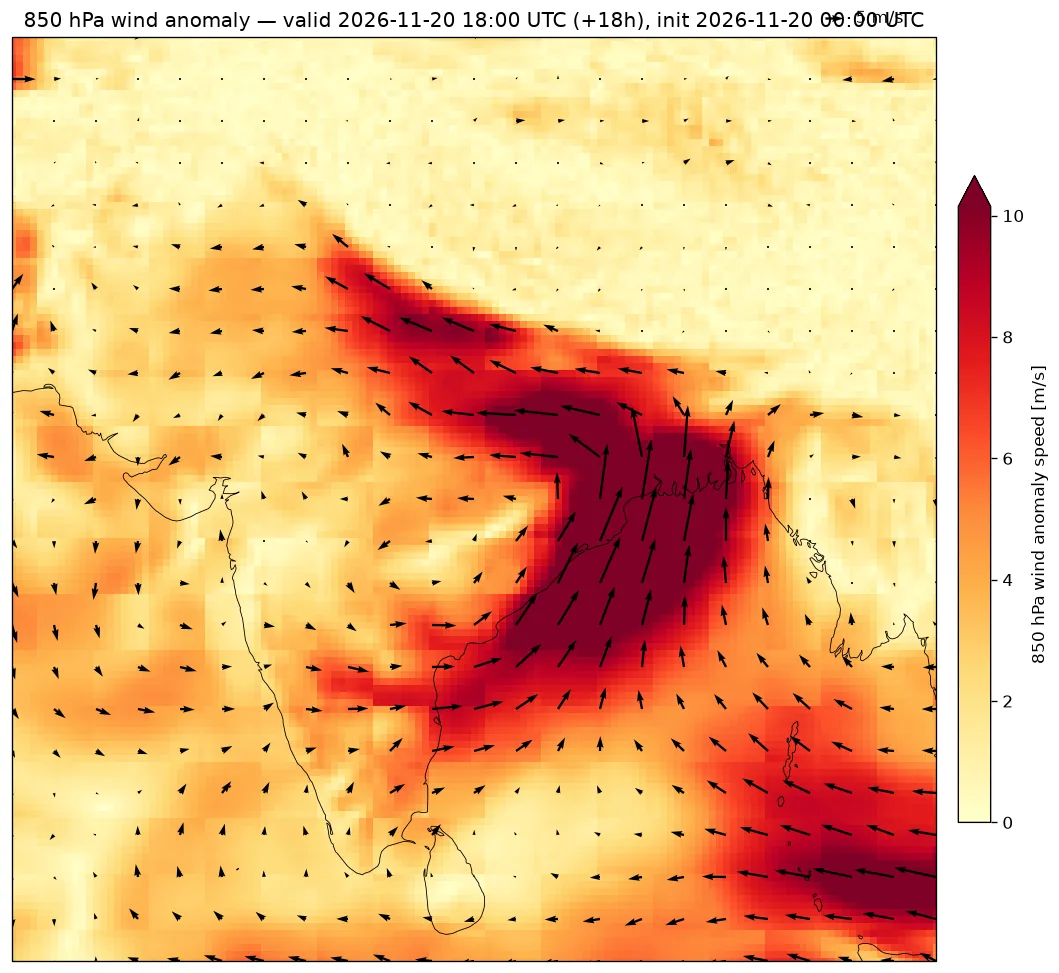 850 hPa wind anomaly — valid 2026-11-20 18:00 UTC (+18h), init 2026-11-20 00:00 UTC
5 m/s
10
8
6
4
2
0
850 hPa wind anomaly speed [m/s]